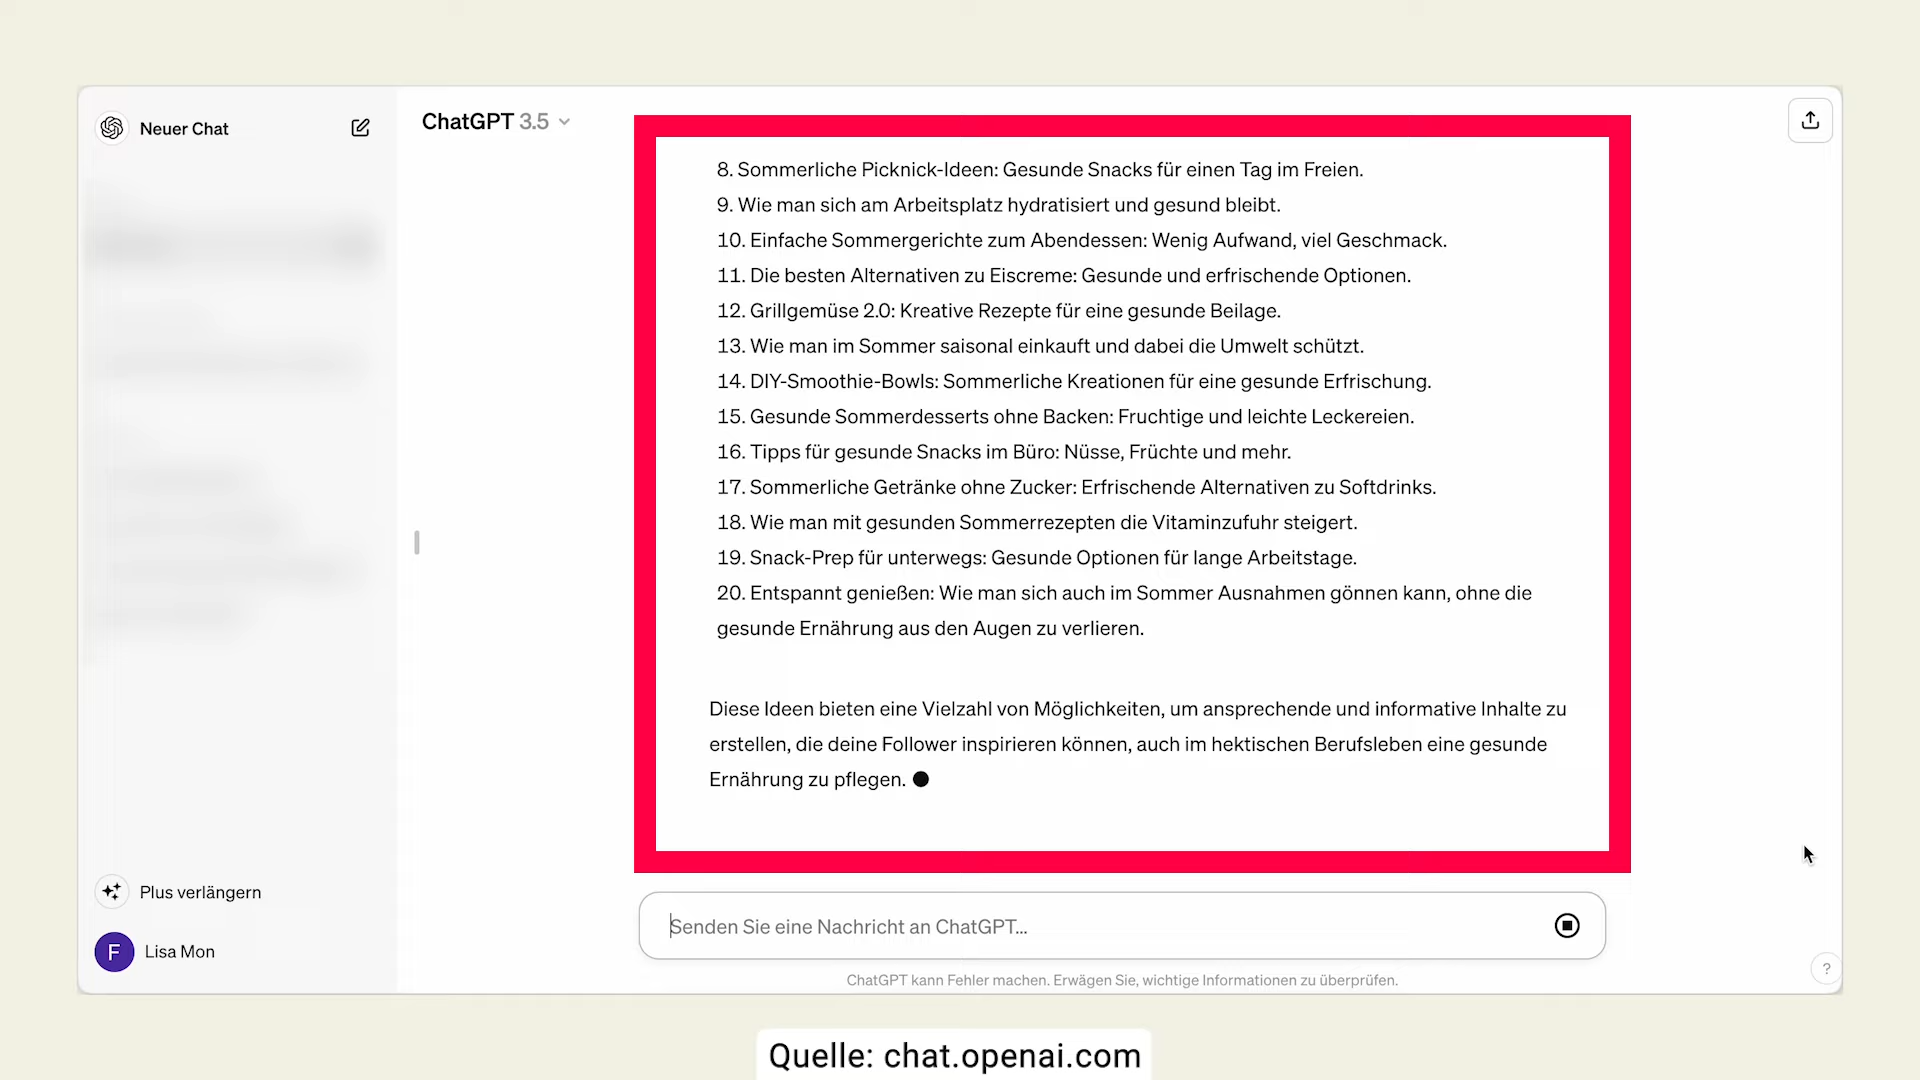 Neuer Chat
ChatGPT 3.5
8. Sommerliche Picknick-Ideen: Gesunde Snacks für einen Tag im Freien.
9. Wie man sich am Arbeitsplatz hydratisiert und gesund bleibt.
10. Einfache Sommergerichte zum Abendessen: Wenig Aufwand, viel Geschmack.
11. Die besten Alternativen zu Eiscreme: Gesunde und erfrischende Optionen.
12. Grillgemüse 2.0: Kreative Rezepte für eine gesunde Beilage.
13. Wie man im Sommer saisonal einkauft und dabei die Umwelt schützt.
14. DIY-Smoothie-Bowls: Sommerliche Kreationen für eine gesunde Erfrischung.
15. Gesunde Sommerdesserts ohne Backen: Fruchtige und leichte Leckereien.
16. Tipps für gesunde Snacks im Büro: Nüsse, Früchte und mehr.
17. Sommerliche Getränke ohne Zucker: Erfrischende Alternativen zu Softdrinks.
18. Wie man mit gesunden Sommerrezepten die Vitaminzufuhr steigert.
19. Snack-Prep für unterwegs: Gesunde Optionen für lange Arbeitstage.
20. Entspannt genießen: Wie man sich auch im Sommer Ausnahmen gönnen kann, ohne die
gesunde Ernährung aus den Augen zu verlieren.
Diese Ideen bieten eine Vielzahl von Möglichkeiten, um ansprechende und informative Inhalte zu
erstellen, die deine Follower inspirieren können, auch im hektischen Berufsleben eine gesunde
Ernährung zu pflegen.
Plus verlängern
F Lisa Mon
Senden Sie eine Nachricht an ChatGPT...
ChatGPT kann Fehler machen. Erwägen Sie, wichtige Informationen zu überprüfen.
?
Quelle: chat.openai.com